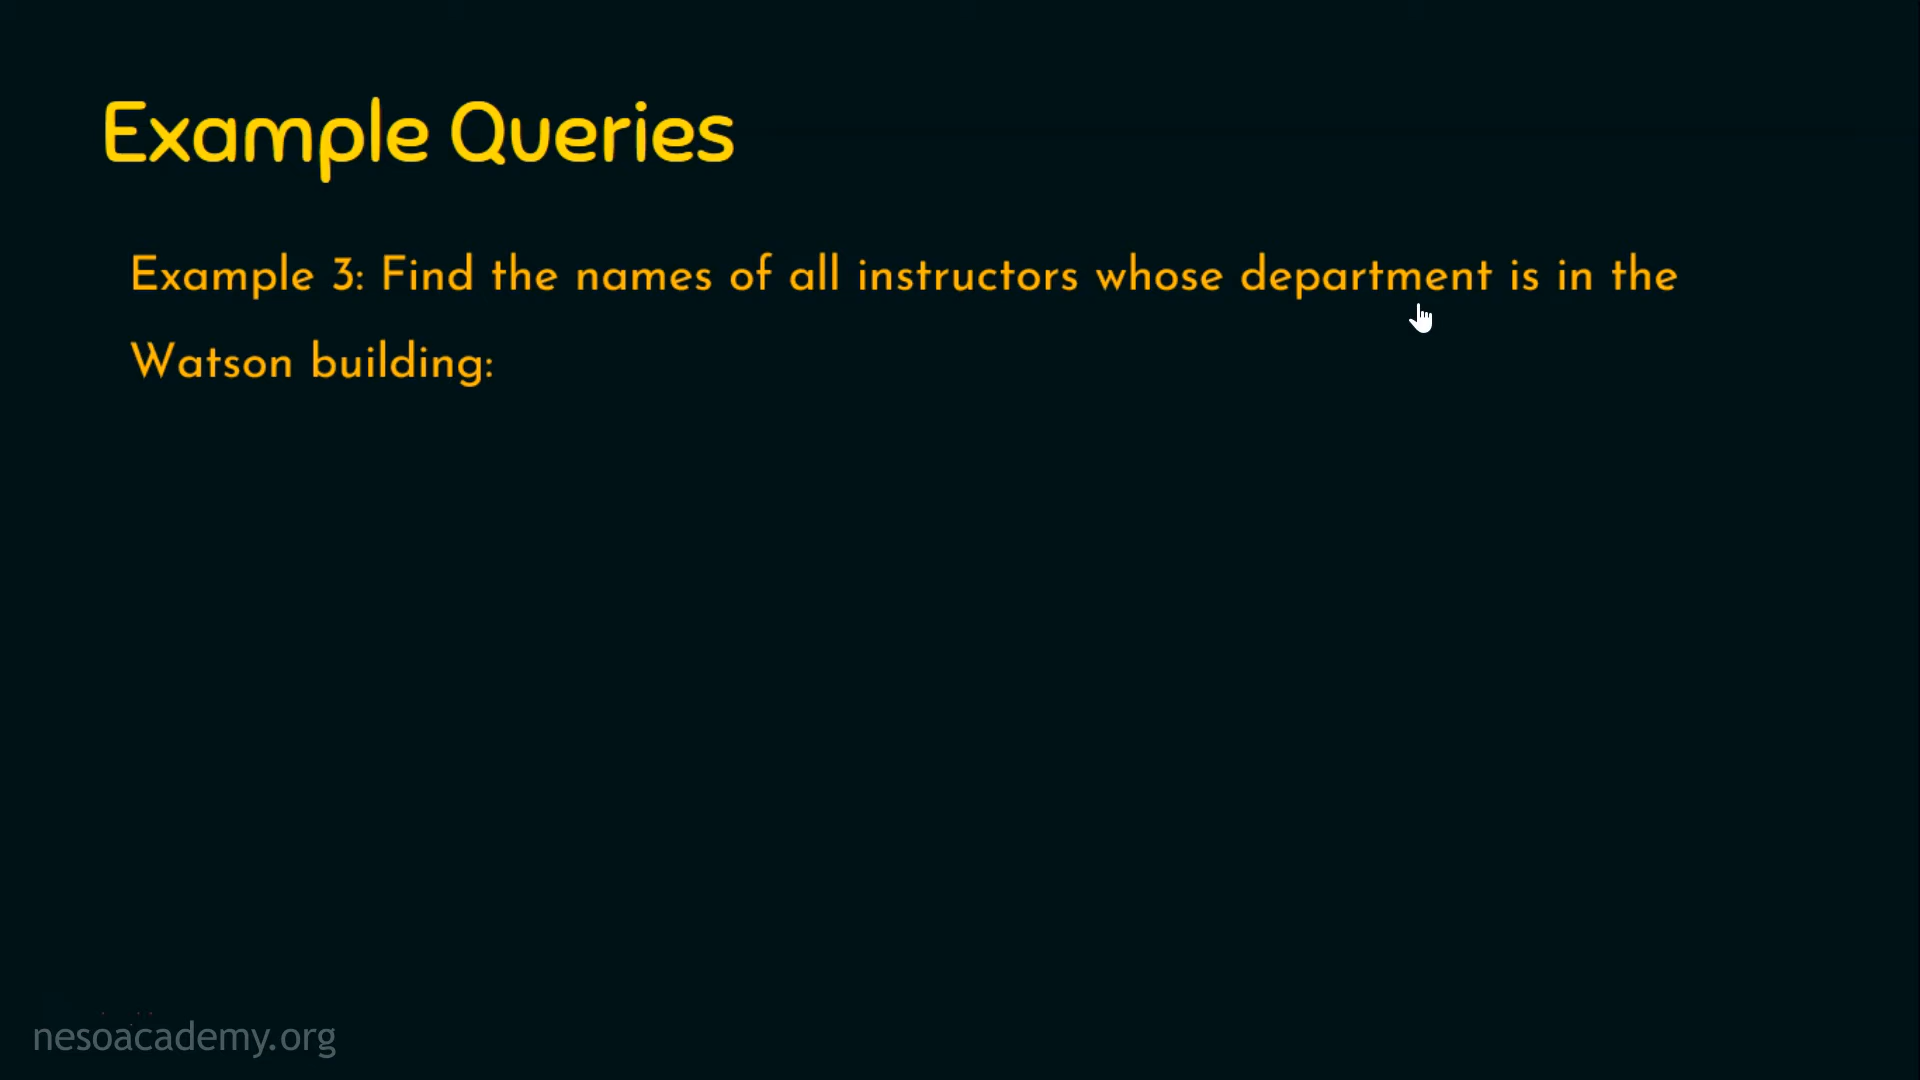 Example Queries
Example 3: Find the names of all instructors whose department is in the
Watson building:
nesoacademy.org